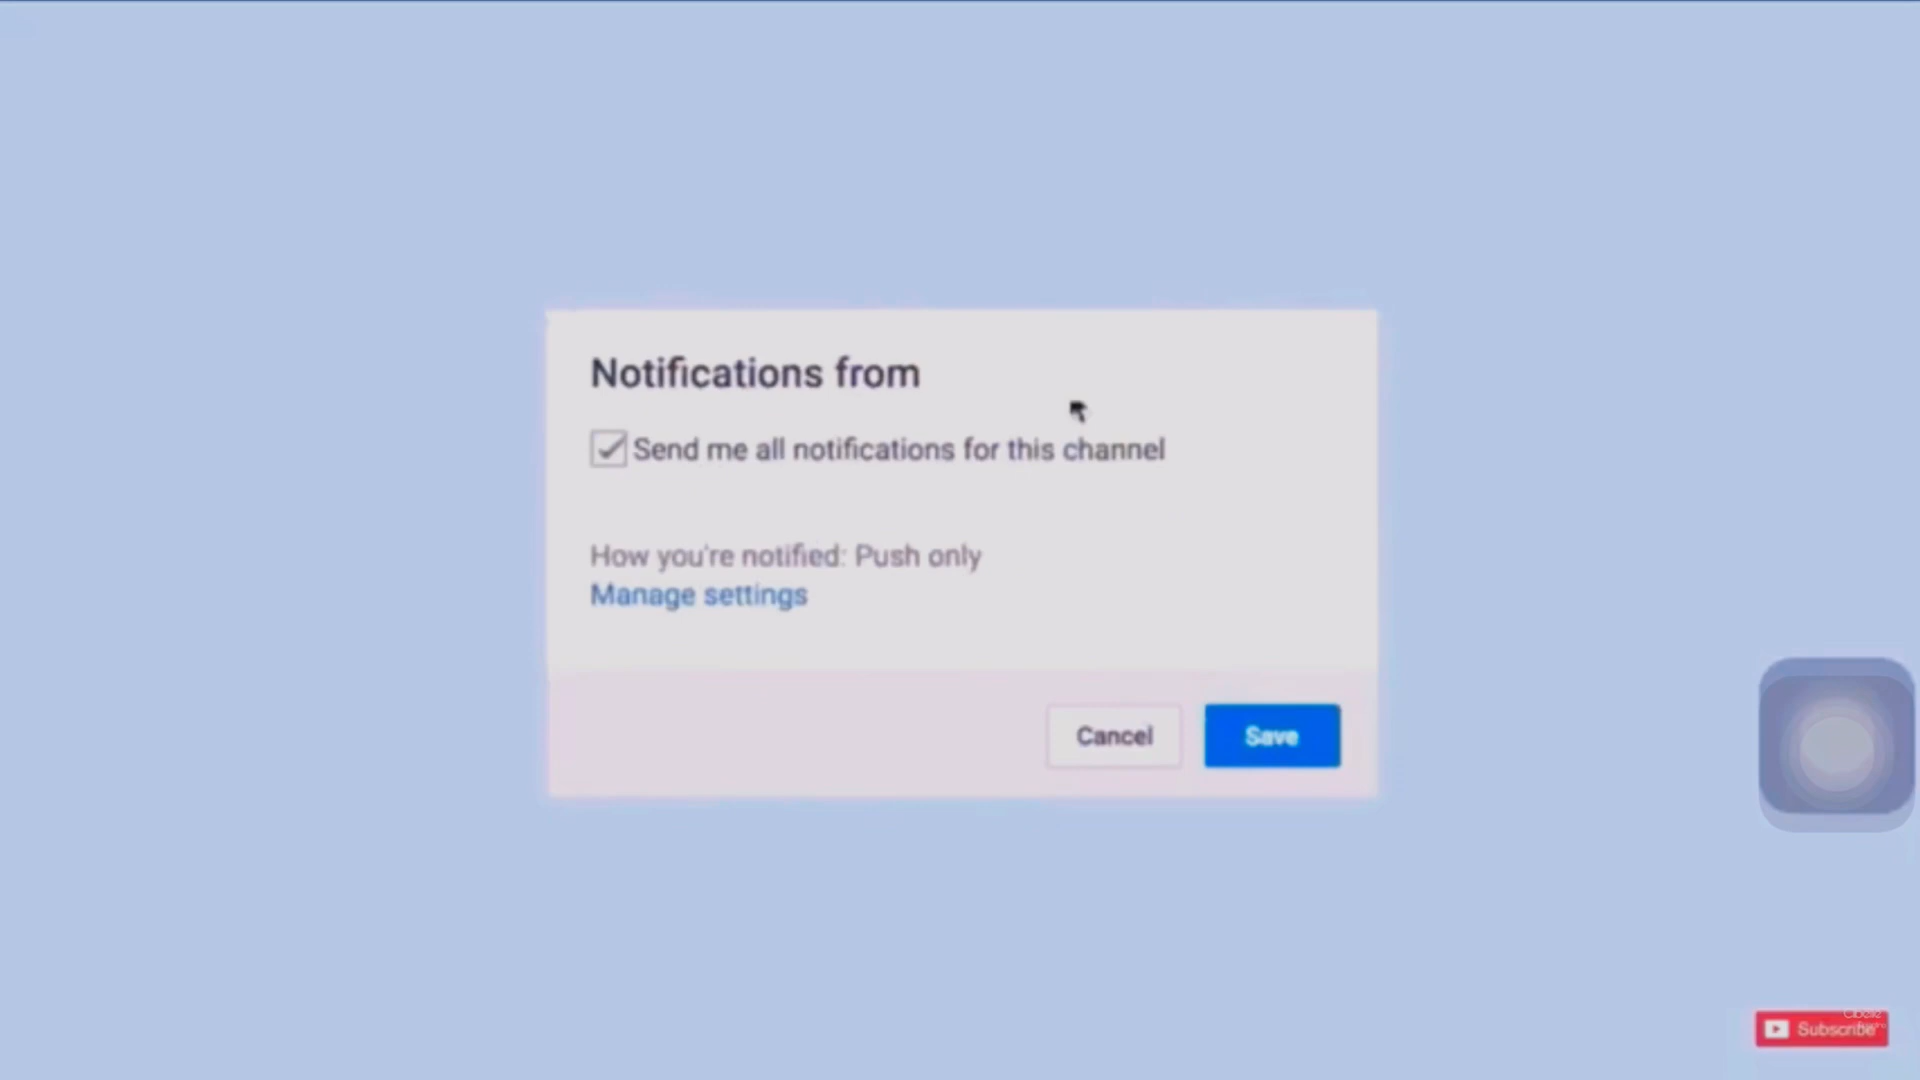 Notifications from
Send me all notifications for this channel
How you're notified: Push only
Manage settings
Cancel
Save
Subscribe